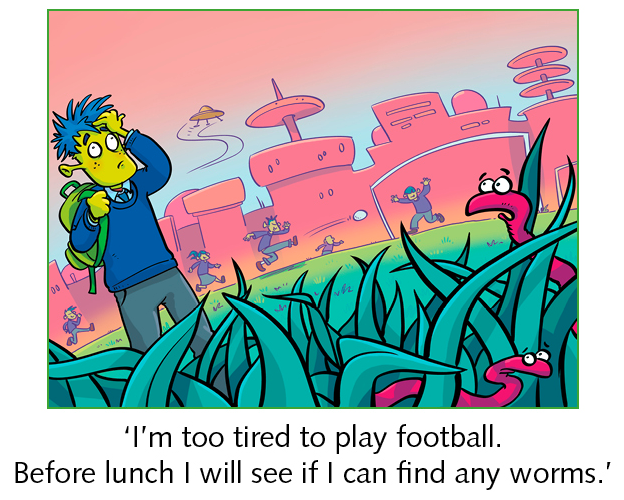 ‘I’m too tired to play football.
Before lunch I will see if I can find any worms.’